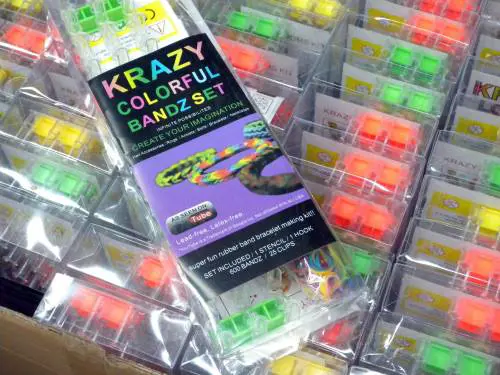 KRAZY
COLORFUL
BANDZ SET
INFINITE POSSIBILITIES
CREATE YOUR IMAGINATION
AS SEEN ON
Tube
Lead-free, Latex-free.
super fun rubber band bracelet making kit!!
SET INCLUDED / 1 STENCIL / 1 HOOK
600 BANDZ / 25 CLIPS
KRAZY
KRAZY